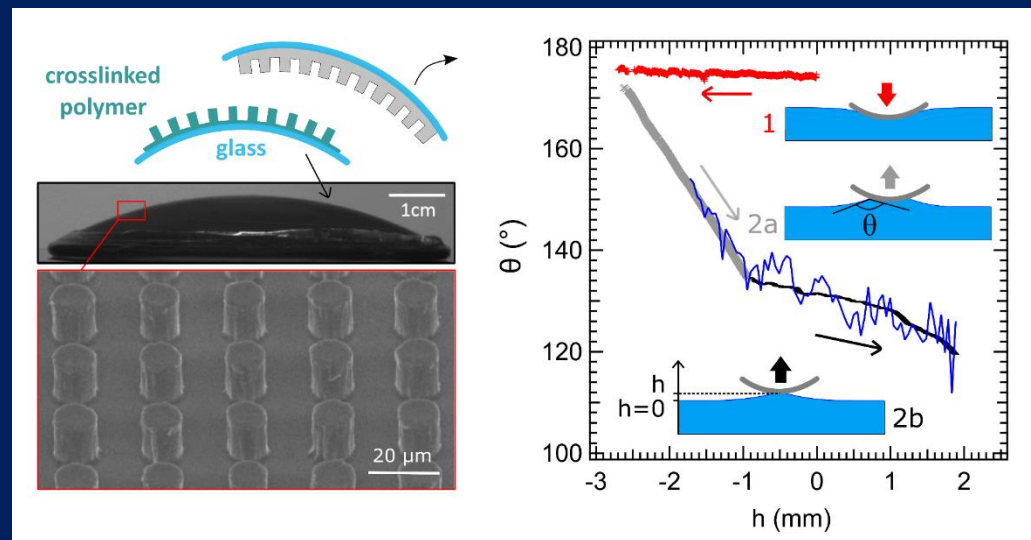 crosslinked
polymer
glass
1cm
20 µm
θ (°)
180
160
140
120
100
-3
-2
-1
0
1
2
h (mm)
1
2a
θ
h
h=0
2b